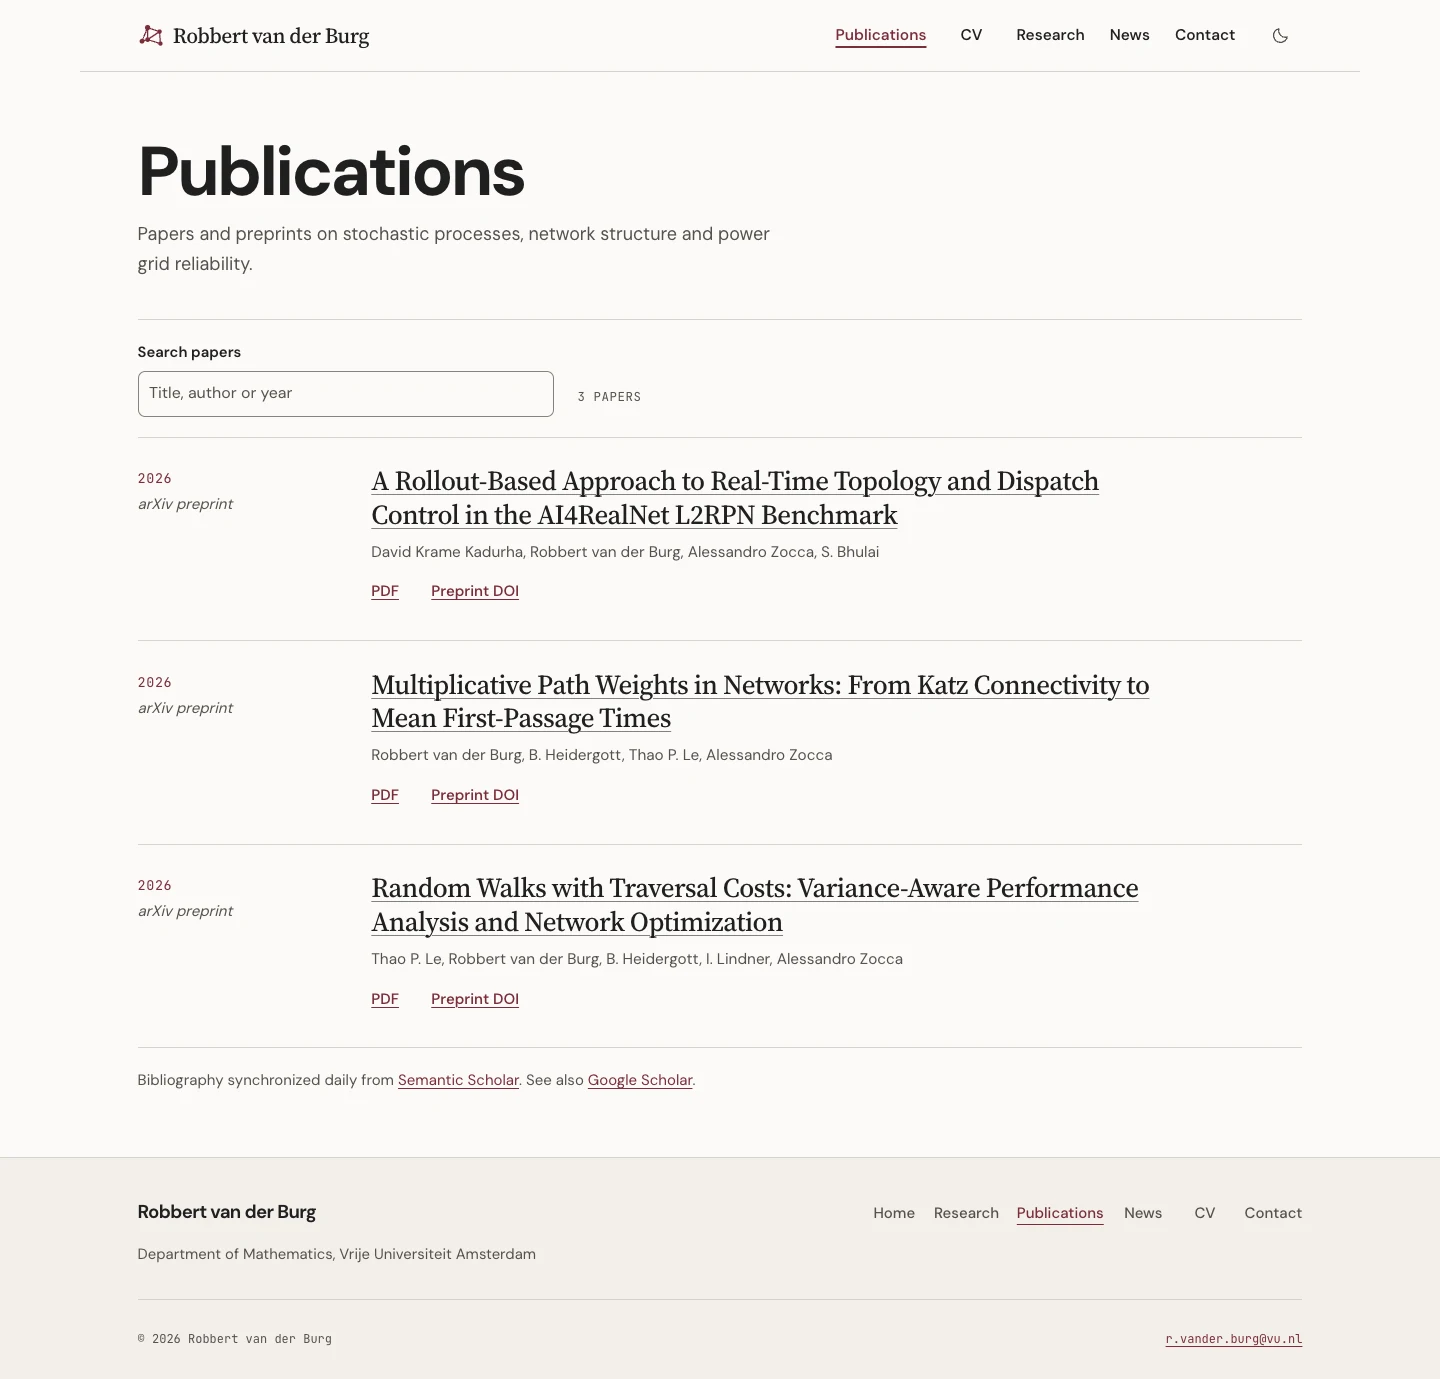 Robbert van der Burg
Publications CV Research News Contact
Publications
Papers and preprints on stochastic processes, network structure and power
grid reliability.
Search papers
Title, author or year
3 PAPERS
2026
arXiv preprint
A Rollout-Based Approach to Real-Time Topology and Dispatch
Control in the AI4RealNet L2RPN Benchmark
David Krame Kadurha, Robbert van der Burg, Alessandro Zocca, S. Bhulai
PDF Preprint DOI
2026
arXiv preprint
Multiplicative Path Weights in Networks: From Katz Connectivity to
Mean First-Passage Times
Robbert van der Burg, B. Heidergott, Thao P. Le, Alessandro Zocca
PDF Preprint DOI
2026
arXiv preprint
Random Walks with Traversal Costs: Variance-Aware Performance
Analysis and Network Optimization
Thao P. Le, Robbert van der Burg, B. Heidergott, I. Lindner, Alessandro Zocca
PDF Preprint DOI
Bibliography synchronized daily from Semantic Scholar. See also Google Scholar.
Robbert van der Burg
Home Research Publications News CV Contact
Department of Mathematics, Vrije Universiteit Amsterdam
© 2026 Robbert van der Burg
r.vander.burg@vu.nl